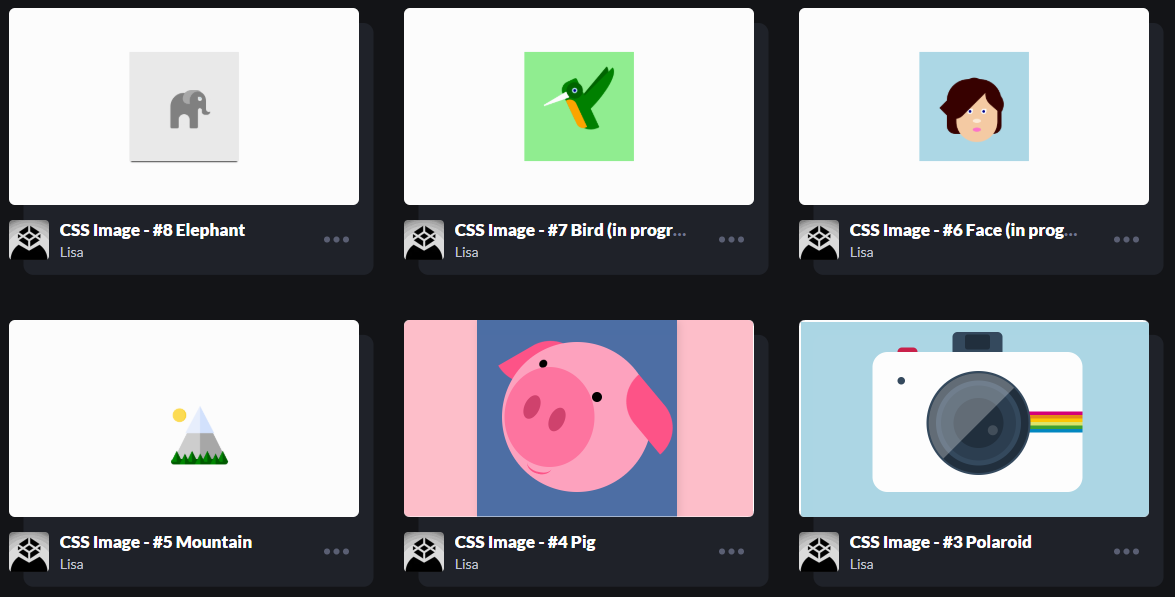 CSS Image - #8 Elephant
Lisa
CSS Image - #7 Bird (in progr...
Lisa
CSS Image - #6 Face (in prog...
Lisa
CSS Image - #5 Mountain
Lisa
CSS Image - #4 Pig
Lisa
CSS Image - #3 Polaroid
Lisa